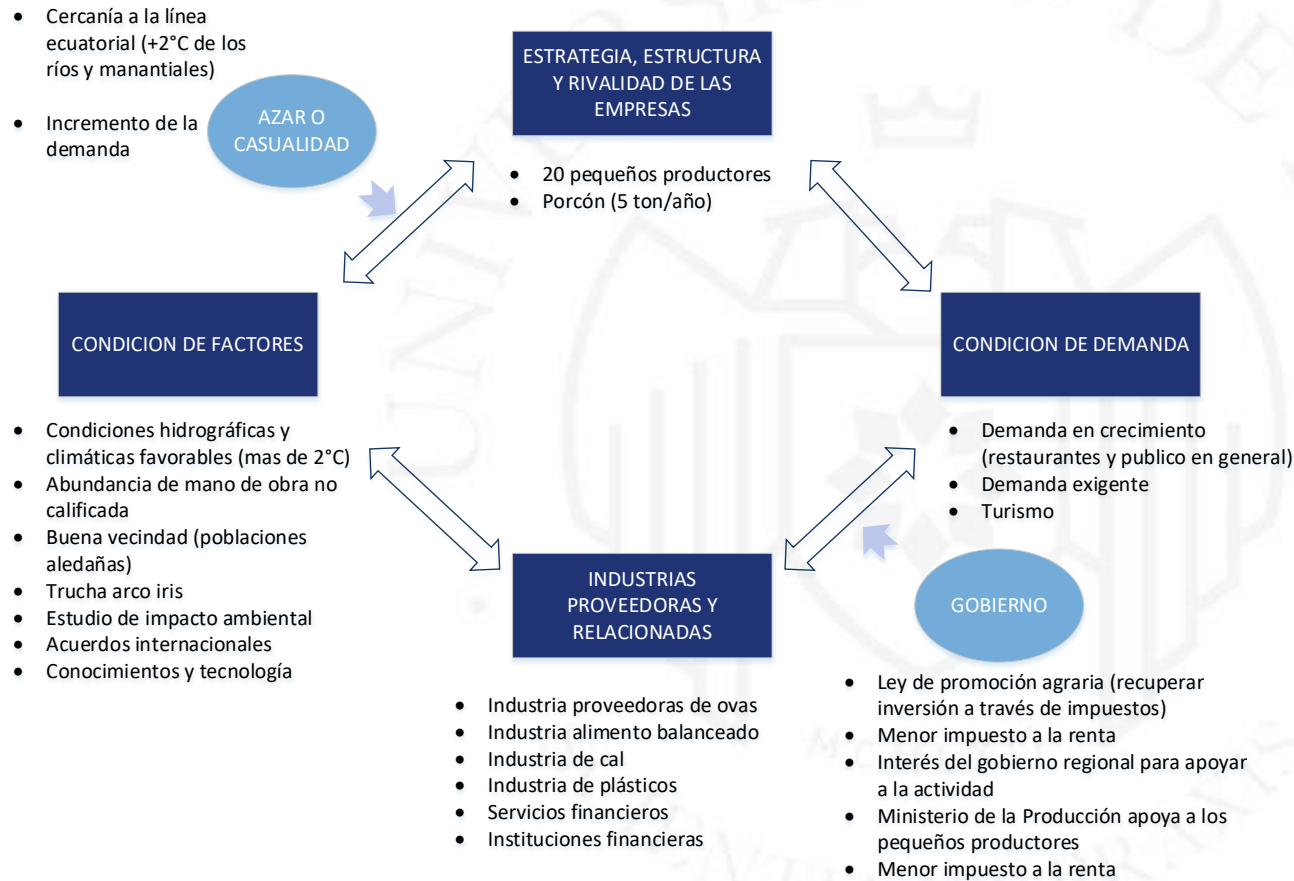 • Cercanía a la línea
ecuatorial (+2°C de los
ríos y manantiales)
• Incremento de la
demanda
AZAR O
CASUALIDAD
ESTRATEGIA, ESTRUCTURA
Y RIVALIDAD DE LAS
EMPRESAS
• 20 pequeños productores
• Porcón (5 ton/año)
CONDICION DE FACTORES
• Condiciones hidrográficas y
climáticas favorables (mas de 2°C)
• Abundancia de mano de obra no
calificada
• Buena vecindad (poblaciones
aledañas)
• Trucha arco iris
• Estudio de impacto ambiental
• Acuerdos internacionales
• Conocimientos y tecnología
CONDICION DE DEMANDA
• Demanda en crecimiento
(restaurantes y publico en general)
• Demanda exigente
• Turismo
INDUSTRIAS
PROVEEDORAS Y
RELACIONADAS
• Industria proveedoras de ovas
• Industria alimento balanceado
• Industria de cal
• Industria de plásticos
• Servicios financieros
• Instituciones financieras
GOBIERNO
• Ley de promoción agraria (recuperar
inversión a través de impuestos)
• Menor impuesto a la renta
• Interés del gobierno regional para apoyar
a la actividad
• Ministerio de la Producción apoya a los
pequeños productores
• Menor impuesto a la renta